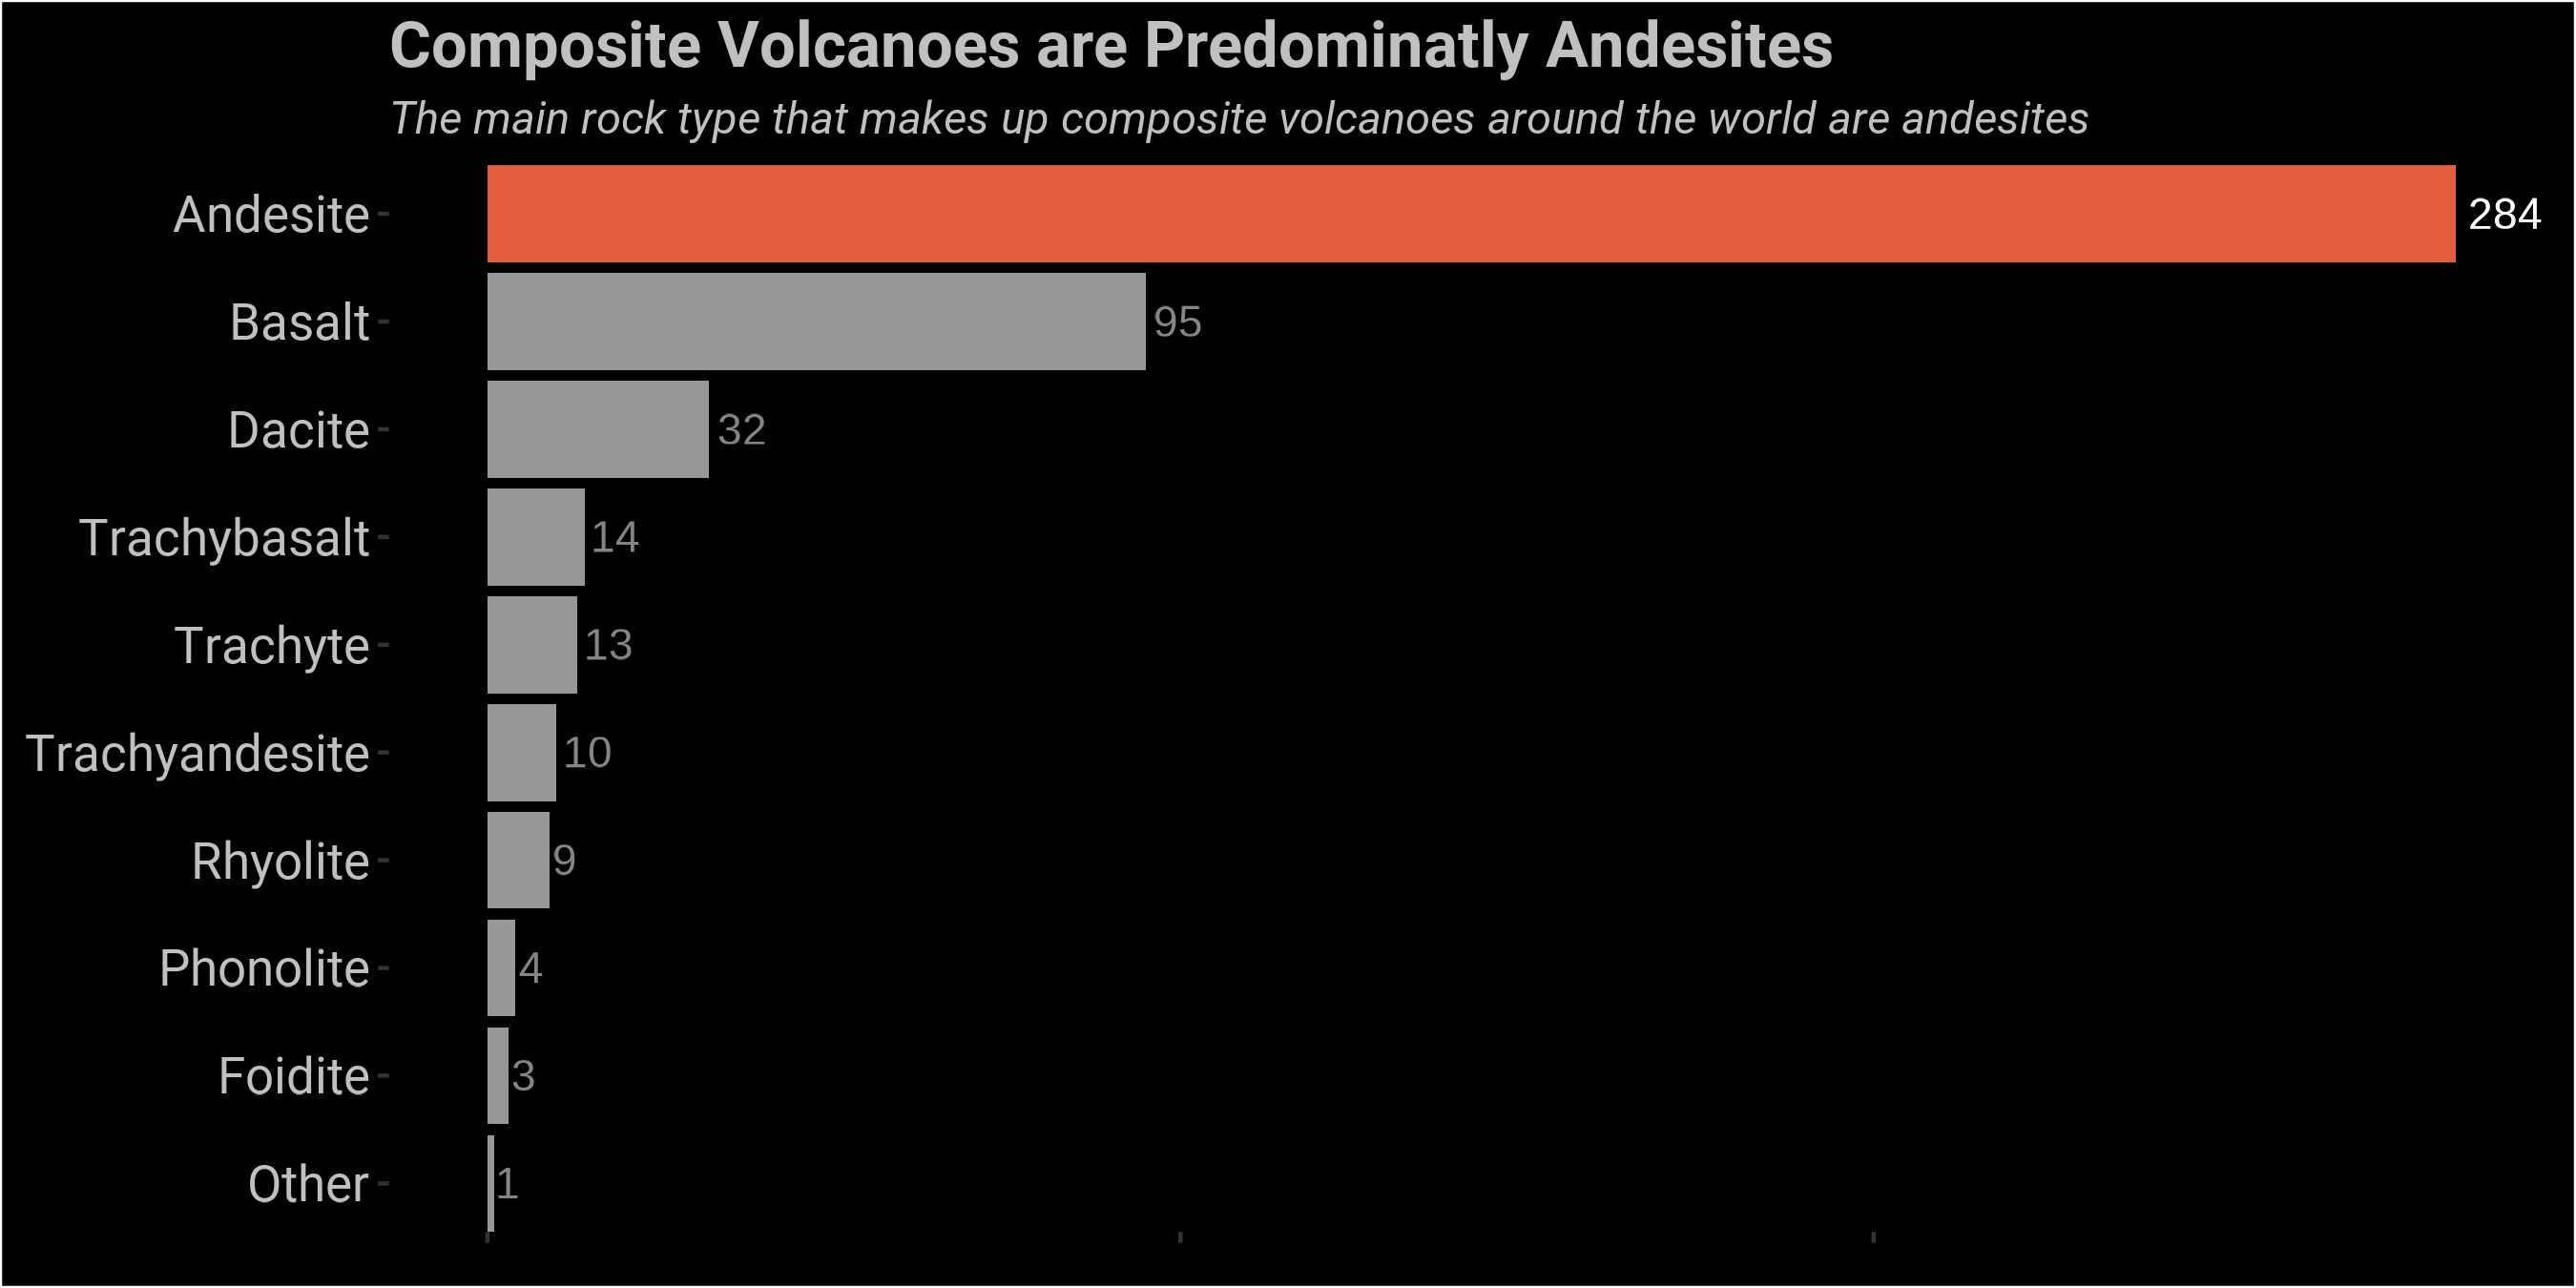 Composite Volcanoes are Predominatly Andesites
The main rock type that makes up composite volcanoes around the world are andesites
Andesite 284
Basalt 95
Dacite 32
Trachybasalt 14
Trachyte 13
Trachyandesite 10
Rhyolite 9
Phonolite 4
Foidite 3
Other 1